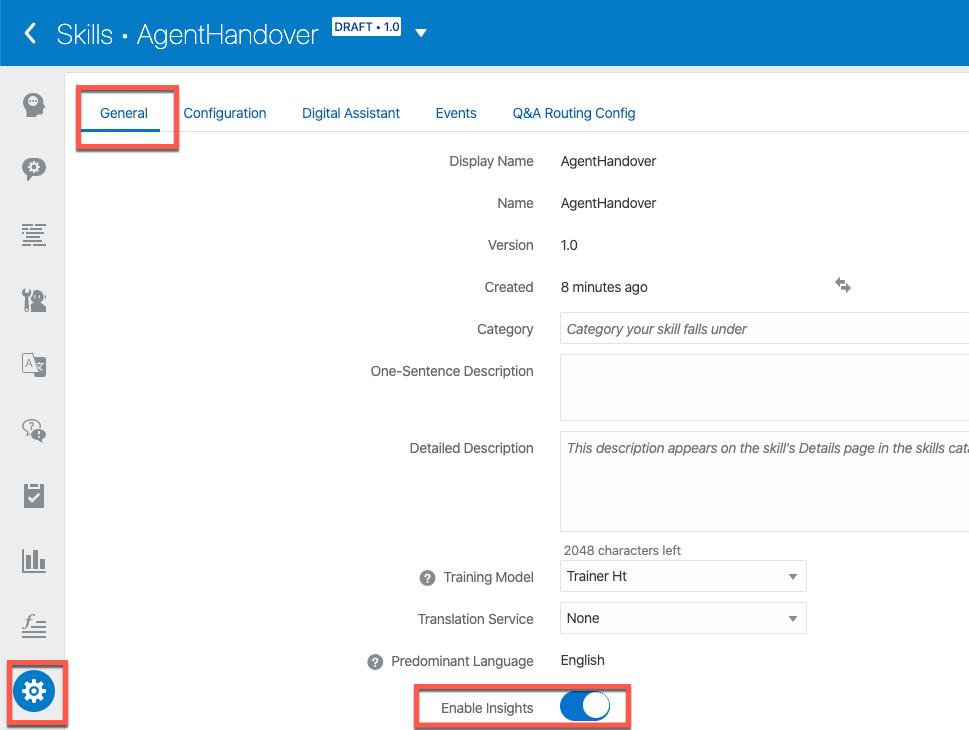 Skills • AgentHandover DRAFT • 1.0
General Configuration Digital Assistant Events Q&A Routing Config
Display Name AgentHandover
Name AgentHandover
Version 1.0
Created 8 minutes ago
Category Category your skill falls under
One-Sentence Description
Detailed Description This description appears on the skill's Details page in the skills
2048 characters left
? Training Model Trainer Ht
Translation Service None
? Predominant Language English
Enable Insights